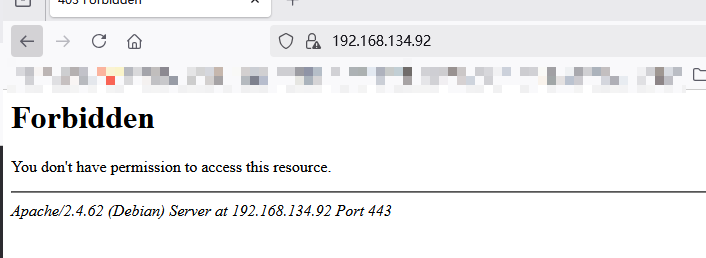 403 Forbidden
192.168.134.92
Forbidden
You don't have permission to access this resource.
Apache/2.4.62 (Debian) Server at 192.168.134.92 Port 443